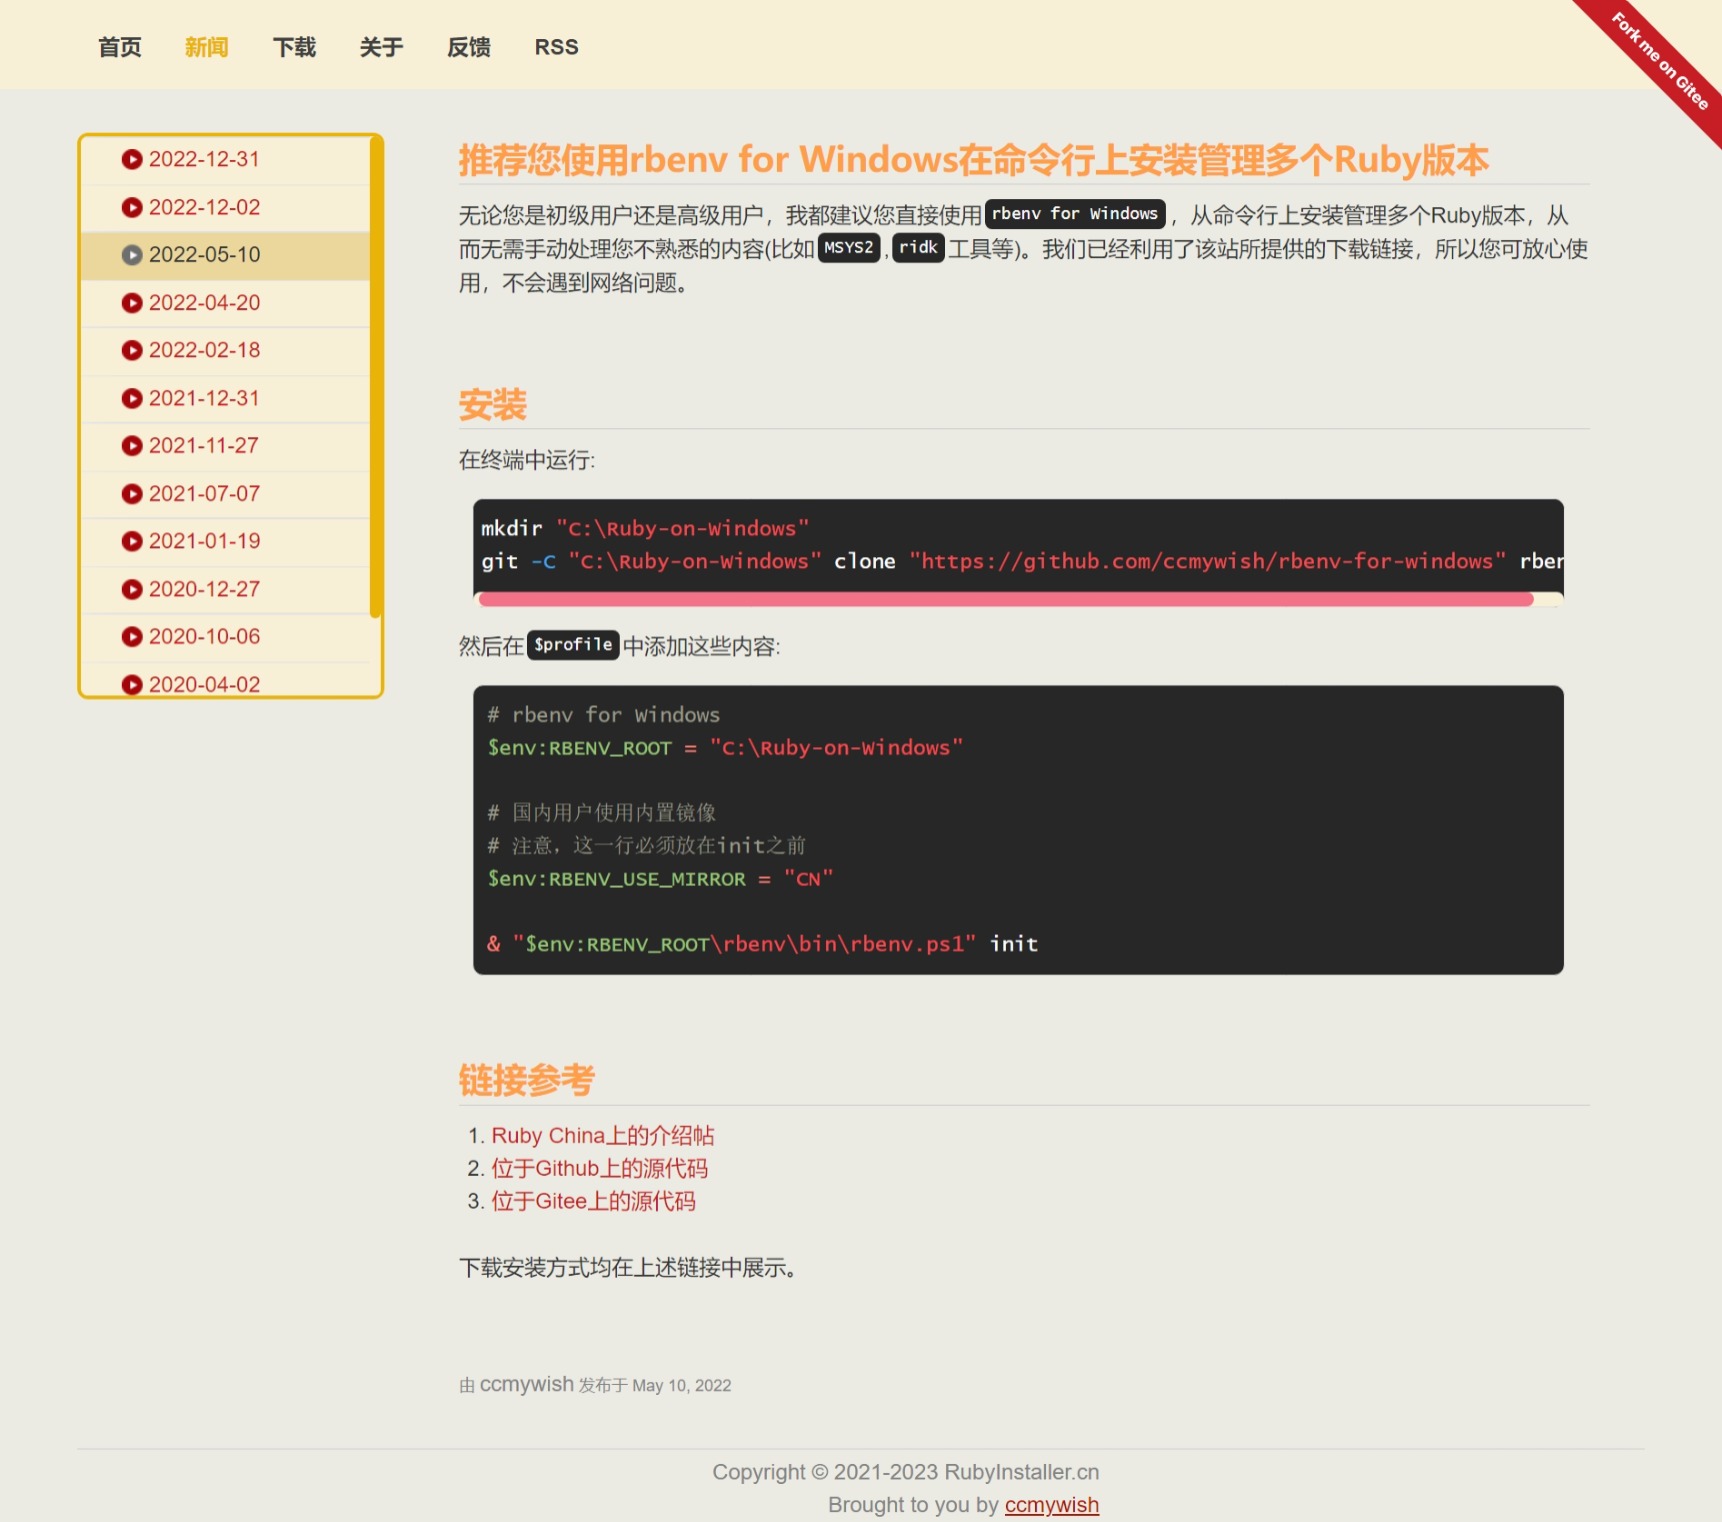 首页 新闻 下载 关于 反馈 RSS
Fork me on Gitee
2022-12-31
2022-12-02
2022-05-10
2022-04-20
2022-02-18
2021-12-31
2021-11-27
2021-07-07
2021-01-19
2020-12-27
2020-10-06
2020-04-02
推荐您使用rbenv for Windows在命令行上安装管理多个Ruby版本
无论您是初级用户还是高级用户，我都建议您直接使用 rbenv for Windows ，从命令行上安装管理多个Ruby版本，从
而无需手动处理您不熟悉的内容(比如 MSYS2 , ridk 工具等)。我们已经利用了该站所提供的下载链接，所以您可放心使
用，不会遇到网络问题。
安装
在终端中运行:
mkdir "C:\Ruby-on-Windows"
git -C "C:\Ruby-on-Windows" clone "https://github.com/ccmywish/rbenv-for-windows" rben
然后在 $profile 中添加这些内容:
# rbenv for Windows
$env:RBENV_ROOT = "C:\Ruby-on-Windows"
# 国内用户使用内置镜像
# 注意，这一行必须放在init之前
$env:RBENV_USE_MIRROR = "CN"
& "$env:RBENV_ROOT\rbenv\bin\rbenv.ps1" init
链接参考
1. Ruby China上的介绍帖
2. 位于Github上的源代码
3. 位于Gitee上的源代码
下载安装方式均在上述链接中展示。
由 ccmywish 发布于 May 10, 2022
Copyright © 2021-2023 RubyInstaller.cn
Brought to you by ccmywish